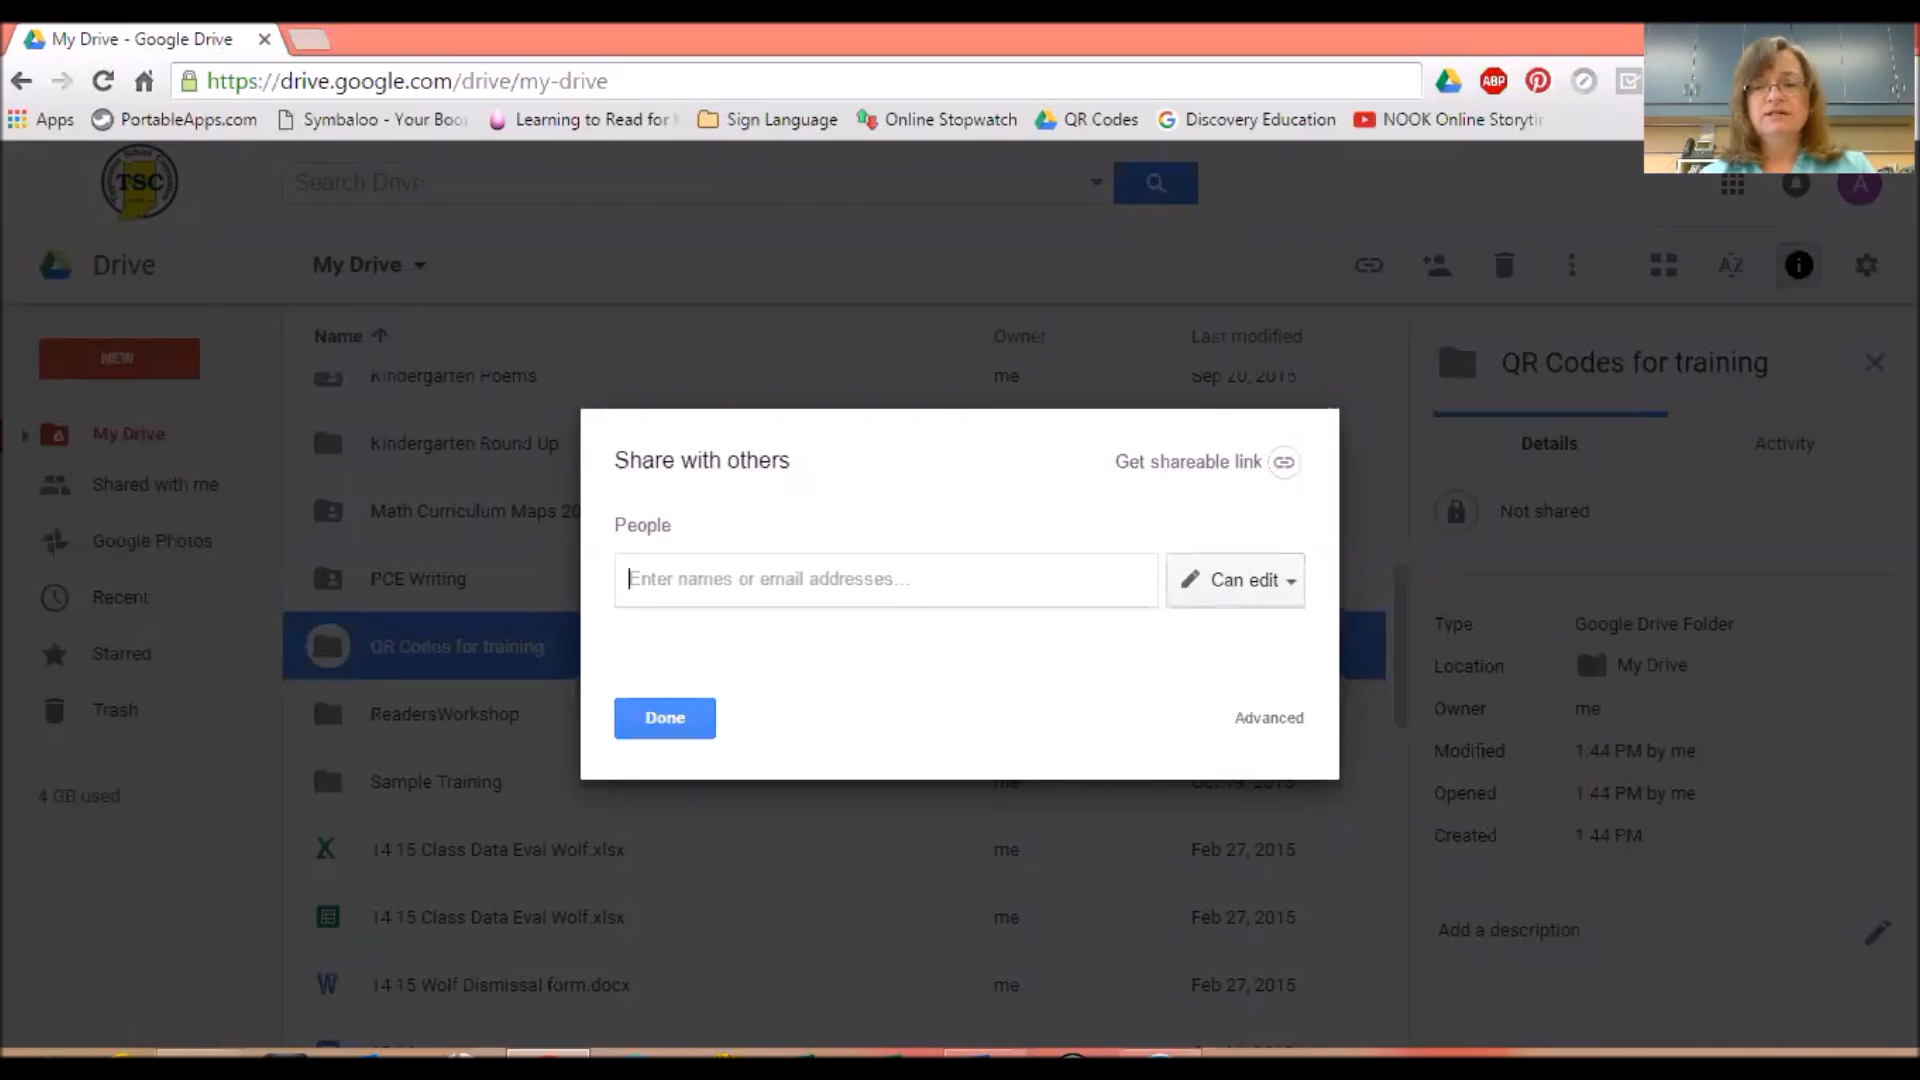 My Drive - Google Drive
https://drive.google.com/drive/my-drive
ABP
Apps PortableApps.com Symbaloo - Your Boo Learning to Read for Sign Language Online Stopwatch QR Codes Discovery Education NOOK Online Storyti
TSC
Search Drive
A
Drive
My Drive
AZ
Name Owner Last modified
NEW
Kindergarten Poems me Sep 20, 2015
QR Codes for training
My Drive
Kindergarten Round Up
Details Activity
Shared with me
Math Curriculum Maps 20
Not shared
Google Photos
PCE Writing
Recent
QR Codes for training
Starred
ReadersWorkshop
Trash
Sample Training me Oct 19, 2015
4 GB used
14 15 Class Data Eval Wolf.xlsx me Feb 27, 2015
14 15 Class Data Eval Wolf.xlsx me Feb 27, 2015
14 15 Wolf Dismissal form.docx me Feb 27, 2015
Share with others
Get shareable link
People
Enter names or email addresses...
Can edit
Done
Advanced
Type Google Drive Folder
Location My Drive
Owner me
Modified 1:44 PM by me
Opened 1:44 PM by me
Created 1:44 PM
Add a description